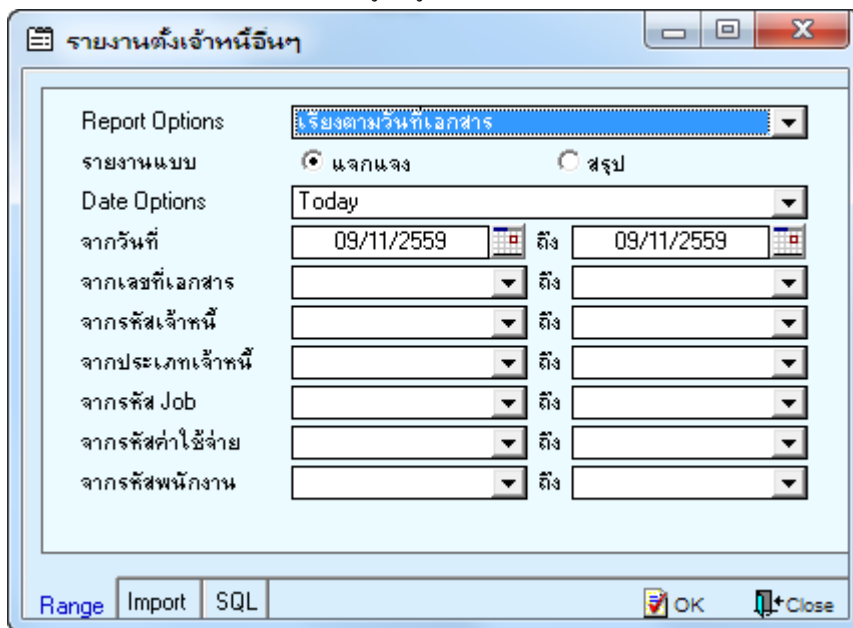 รายงานตั้งเจ้าหนี้อื่นๆ
Report Options เรียงตามวันที่เอกสาร
รายงานแบบ แจกแจง สรุป
Date Options Today
จากวันที่ 09/11/2559 ถึง 09/11/2559
จากเลขที่เอกสาร ถึง
จากรหัสเจ้าหนี้ ถึง
จากประเภทเจ้าหนี้ ถึง
จากรหัส Job ถึง
จากรหัสค่าใช้จ่าย ถึง
จากรหัสพนักงาน ถึง
Range Import SQL OK Close